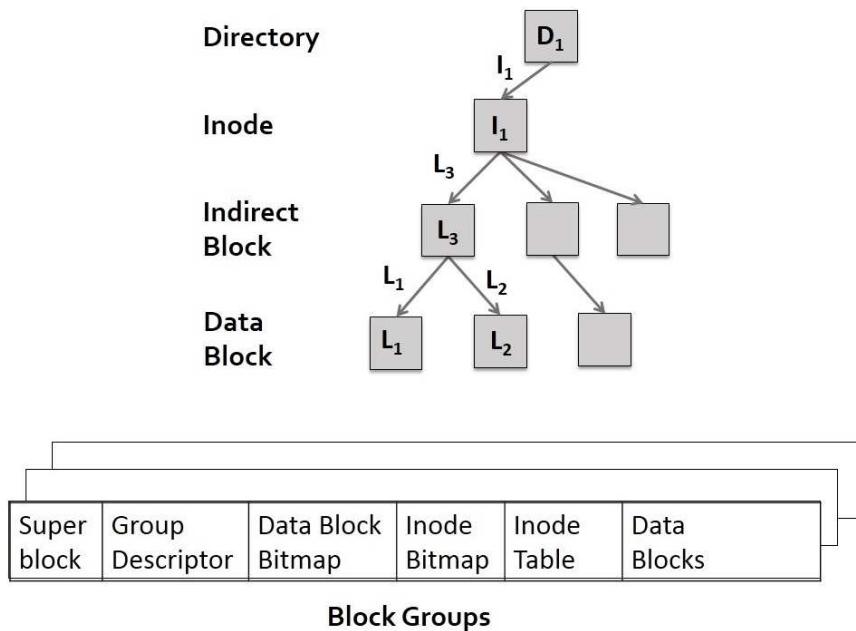 Directory
D₁
I₁
Inode
I₁
L₃
Indirect
Block
L₃
L₁
L₂
Data
Block
L₁
L₂
Super
block
Group
Descriptor
Data Block
Bitmap
Inode
Bitmap
Inode
Table
Data
Blocks
Block Groups